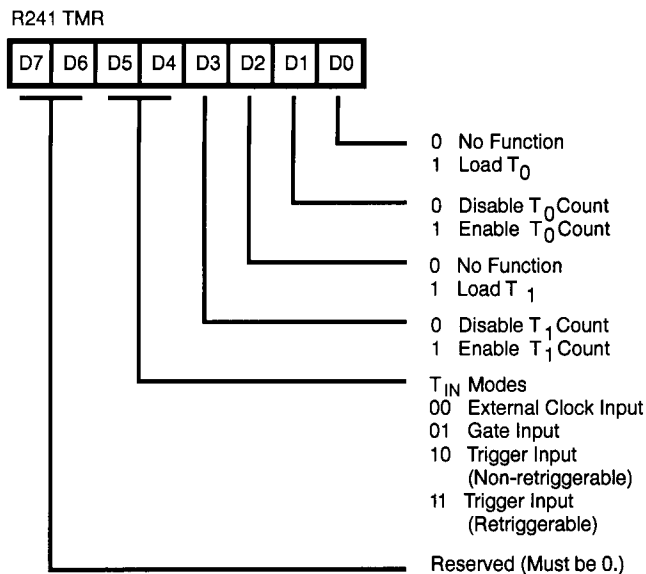 R241 TMR
D7 D6 D5 D4 D3 D2 D1 D0
0 No Function
1 Load T0
0 Disable T0 Count
1 Enable T0 Count
0 No Function
1 Load T1
0 Disable T1 Count
1 Enable T1 Count
TIN Modes
00 External Clock Input
01 Gate Input
10 Trigger Input
(Non-retriggerable)
11 Trigger Input
(Retriggerable)
Reserved (Must be 0.)